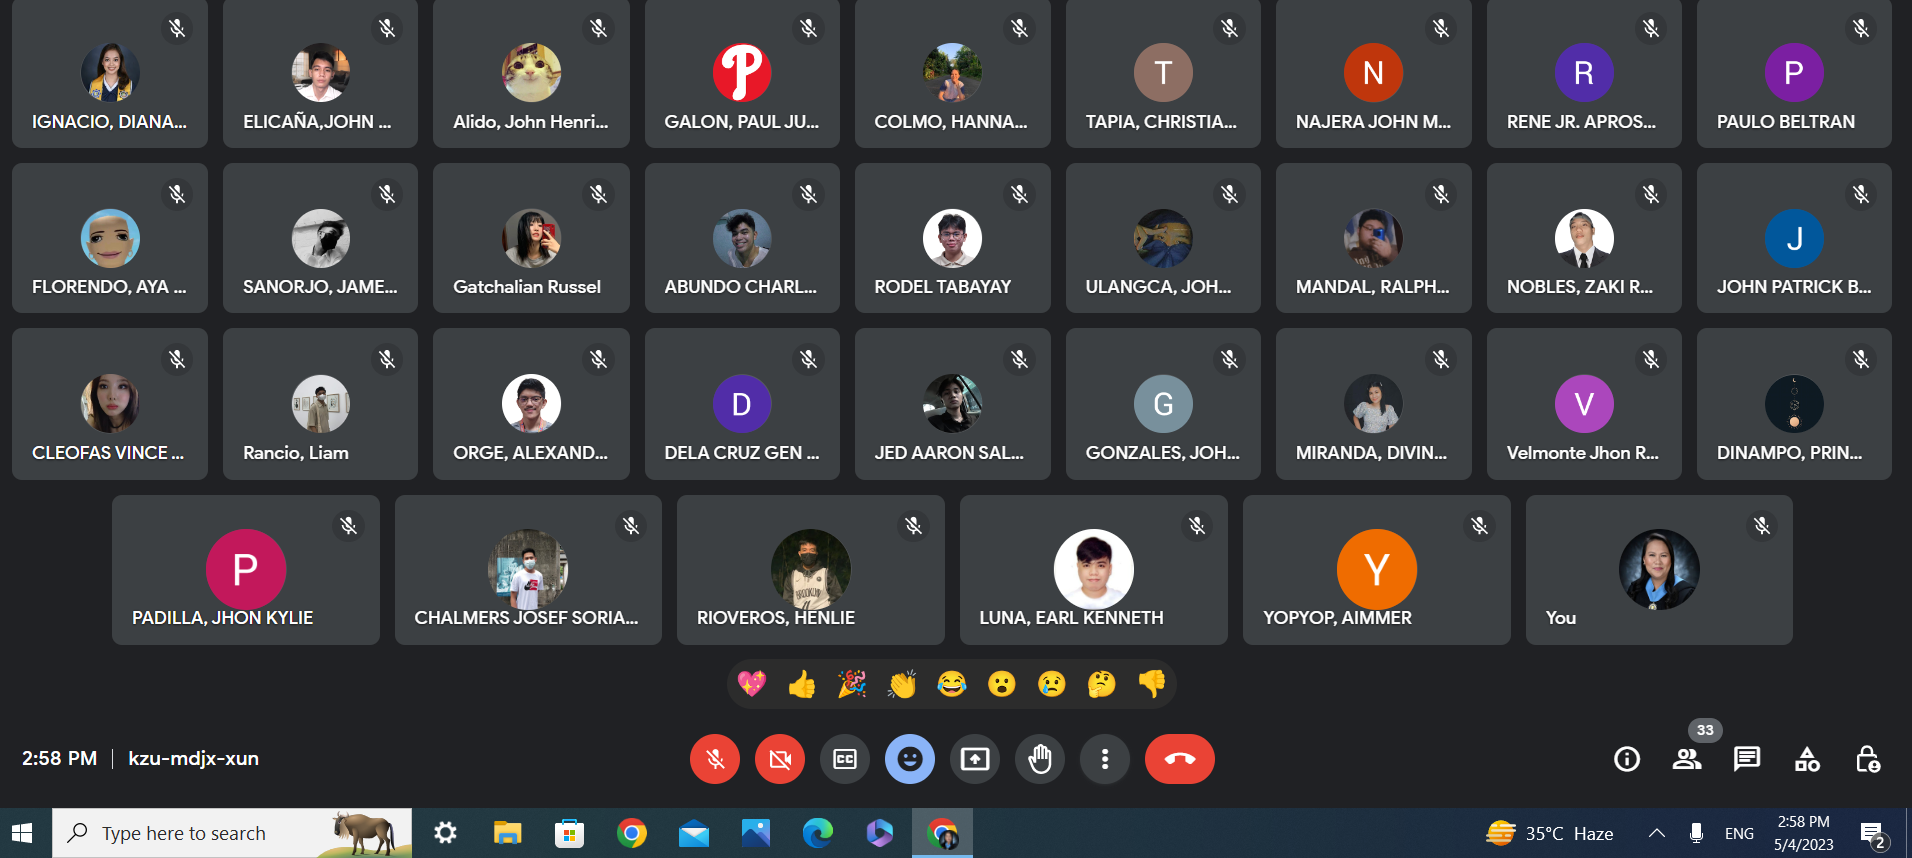 IGNACIO, DIANA...
ELICAÑA,JOHN ...
Alido, John Henri...
GALON, PAUL JU...
COLMO, HANNA...
T
TAPIA, CHRISTIA...
N
NAJERA JOHN M...
R
RENE JR. APROS...
P
PAULO BELTRAN
FLORENDO, AYA ...
SANORJO, JAME...
Gatchalian Russel
ABUNDO CHARL...
RODEL TABAYAY
ULANGCA, JOH...
MANDAL, RALPH...
NOBLES, ZAKI R...
J
JOHN PATRICK B...
CLEOFAS VINCE ...
Rancio, Liam
ORGE, ALEXAND...
D
DELA CRUZ GEN ...
JED AARON SAL...
G
GONZALES, JOH...
MIRANDA, DIVIN...
V
Velmonte Jhon R...
DINAMPO, PRIN...
P
PADILLA, JHON KYLIE
CHALMERS JOSEF SORIA...
RIOVEROS, HENLIE
LUNA, EARL KENNETH
Y
YOPYOP, AIMMER
You
2:58 PM | kzu-mdjx-xun
CC
33
Type here to search
35°C Haze
ENG
2:58 PM
5/4/2023
2